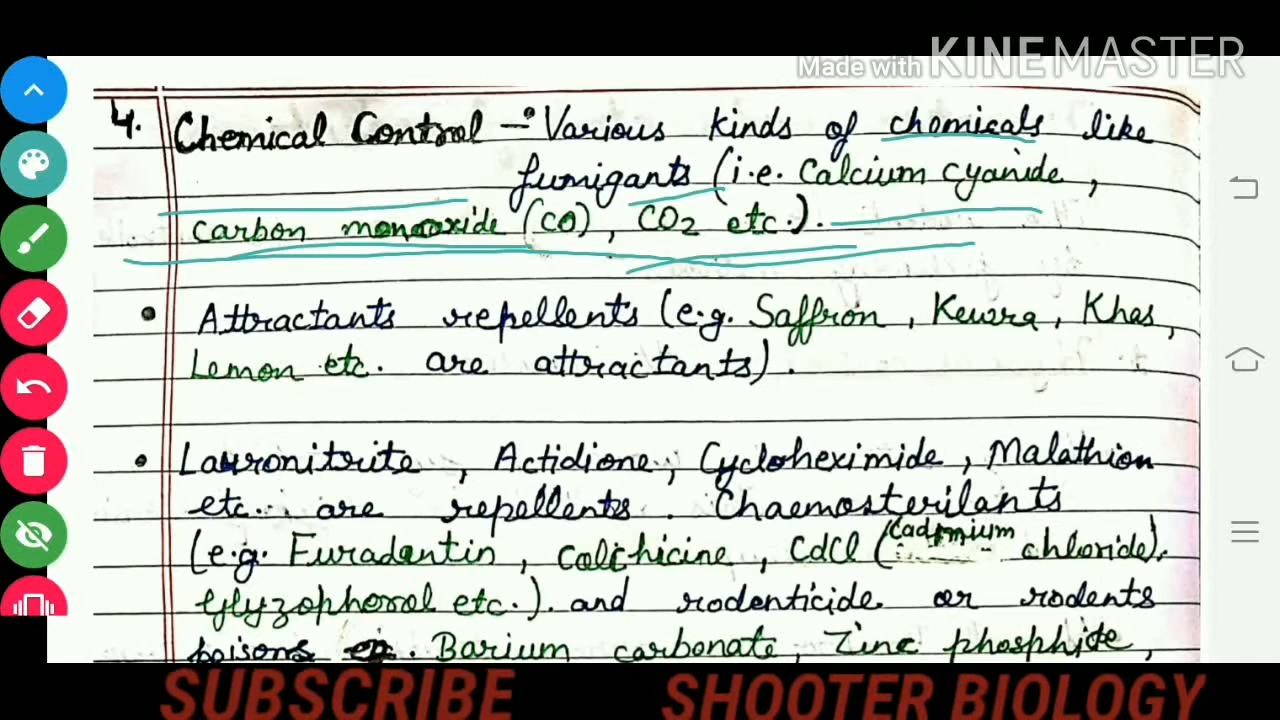 Made with KINEMASTER
4. Chemical Control - Various kinds of chemicals like
fumigants (i.e. Calcium cyanide,
carbon monooxide (CO), CO2 etc.).
• Attractants repellents (e.g. Saffron, Kewra, Khas,
Lemon etc. are attractants).
• Lauronitrite, Actidione, Cycloheximide, Malathion
etc. are repellents. Chaemosterilants
(e.g. Furadantin, Colchicine, CdCl (Cadmium chloride),
Glyzophorol etc.). and rodenticide or rodents
poisons Barium carbonate, Zinc phosphide,
SUBSCRIBE SHOOTER BIOLOGY